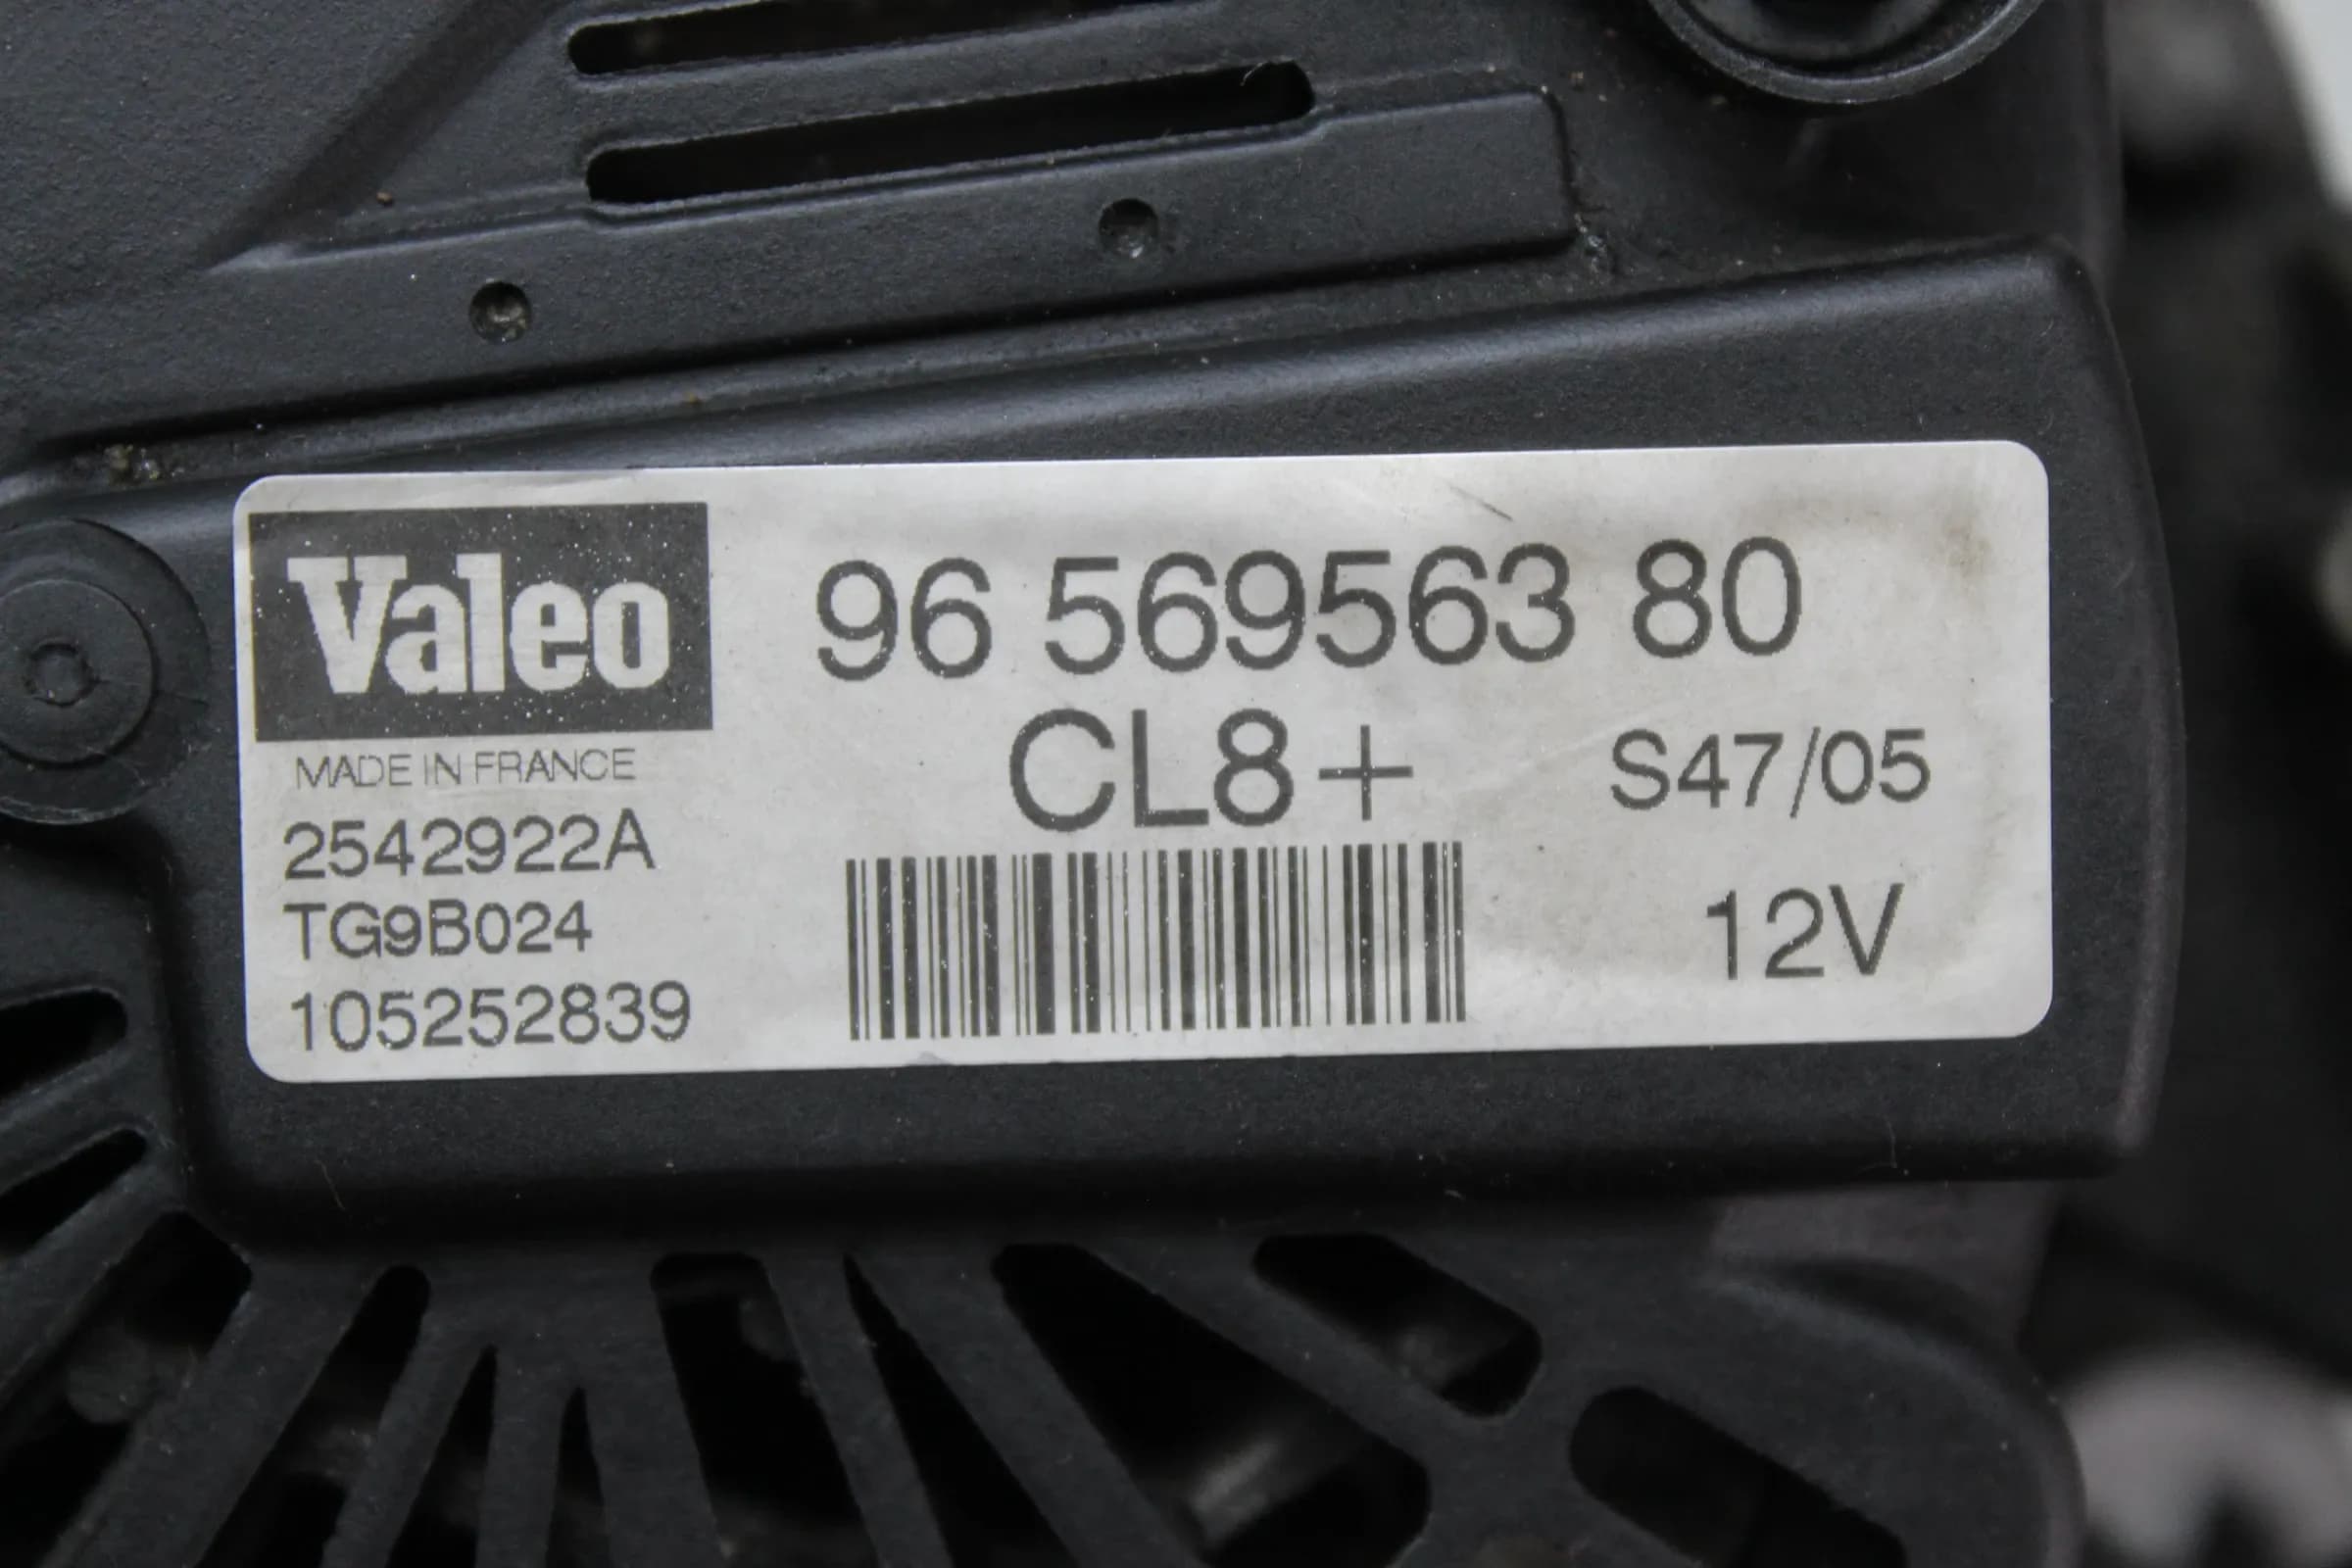 Valeo
MADE IN FRANCE
2542922A
TG9B024
105252839
96 569563 80
CL8+
S47/05
12V